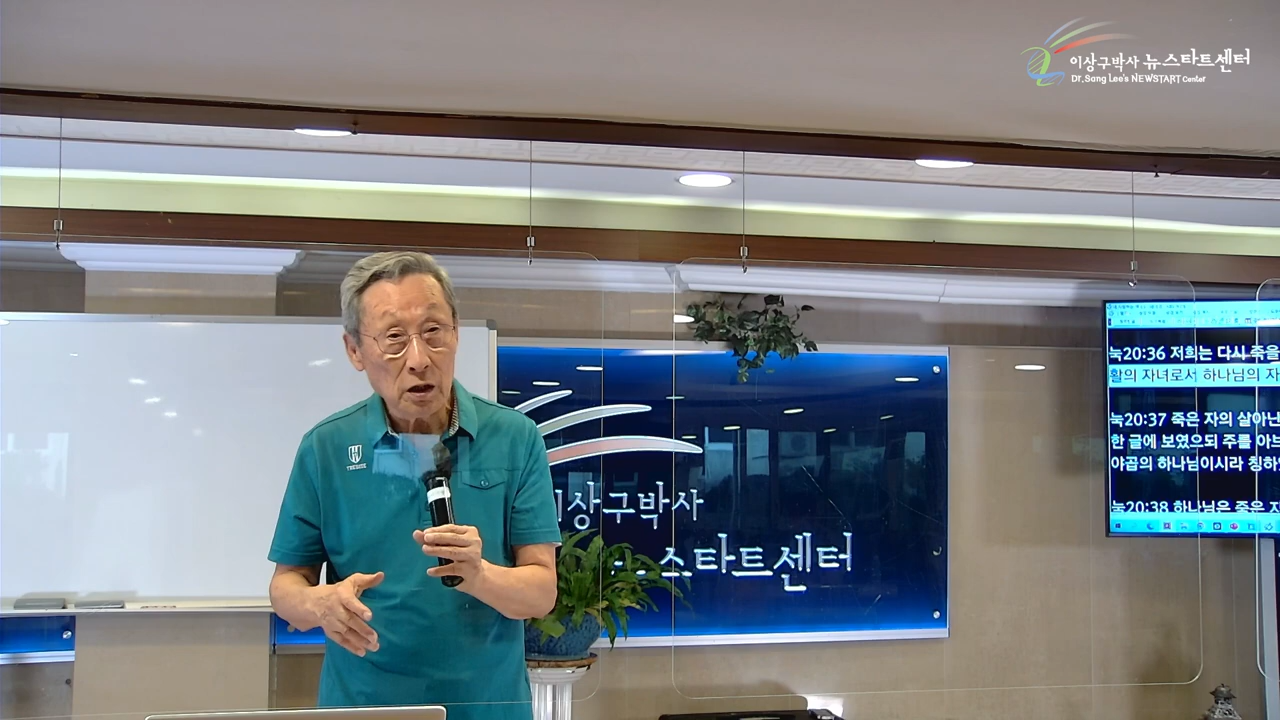 이상구박사 뉴스타트센터
Dr. Sang Lee's NEWSTART Center
눅20:36 저희는 다시 죽을
활의 자녀로서 하나님의 자
눅20:37 죽은 자의 살아난
한 글에 보였으되 주를 아브
야곱의 하나님이시라 칭하
눅20:38 하나님은 죽은 자
이상구박사
스타트센터